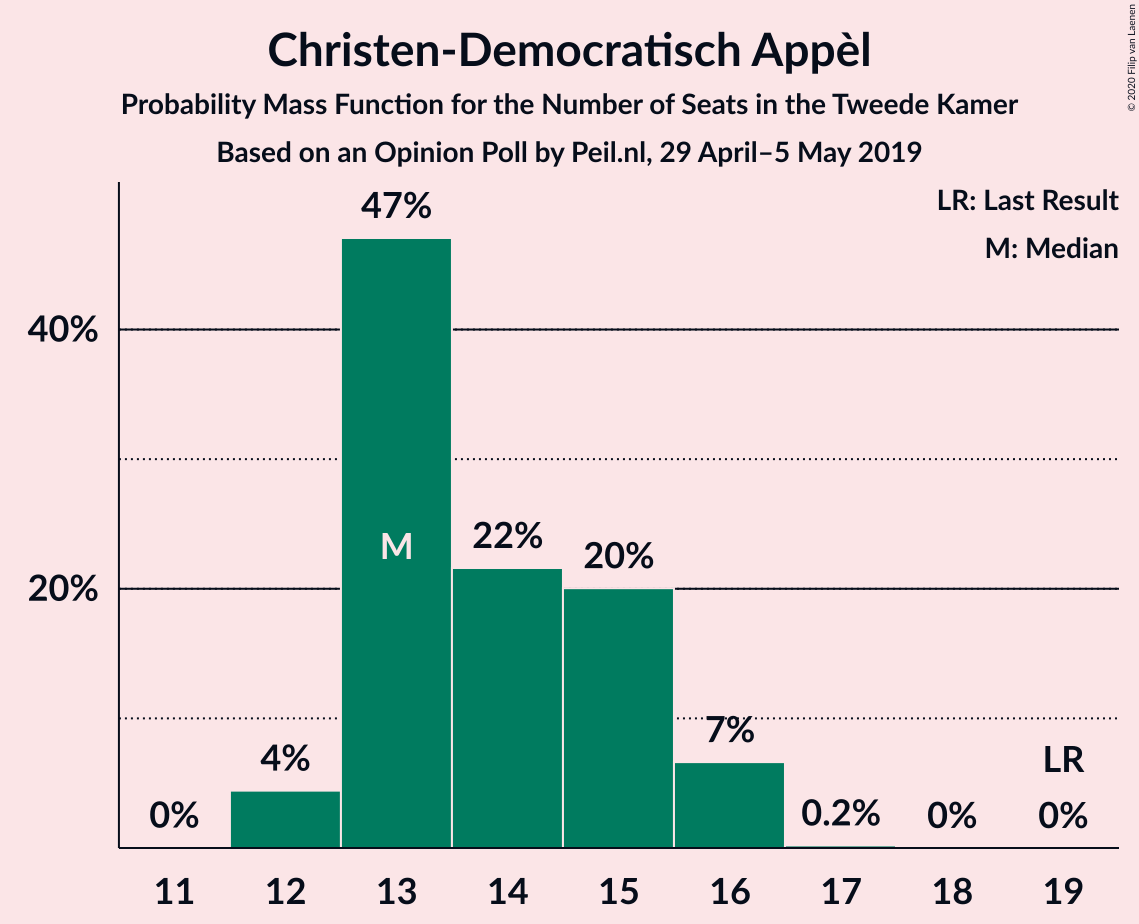 Christen-Democratisch Appèl
Probability Mass Function for the Number of Seats in the Tweede Kamer
Based on an Opinion Poll by Peil.nl, 29 April–5 May 2019
© 2020 Filip van Laenen
LR: Last Result
M: Median
47%
40%
M
22%
20%
20%
7%
4%
LR
0%
0.2%
0%
0%
11 12 13 14 15 16 17 18 19